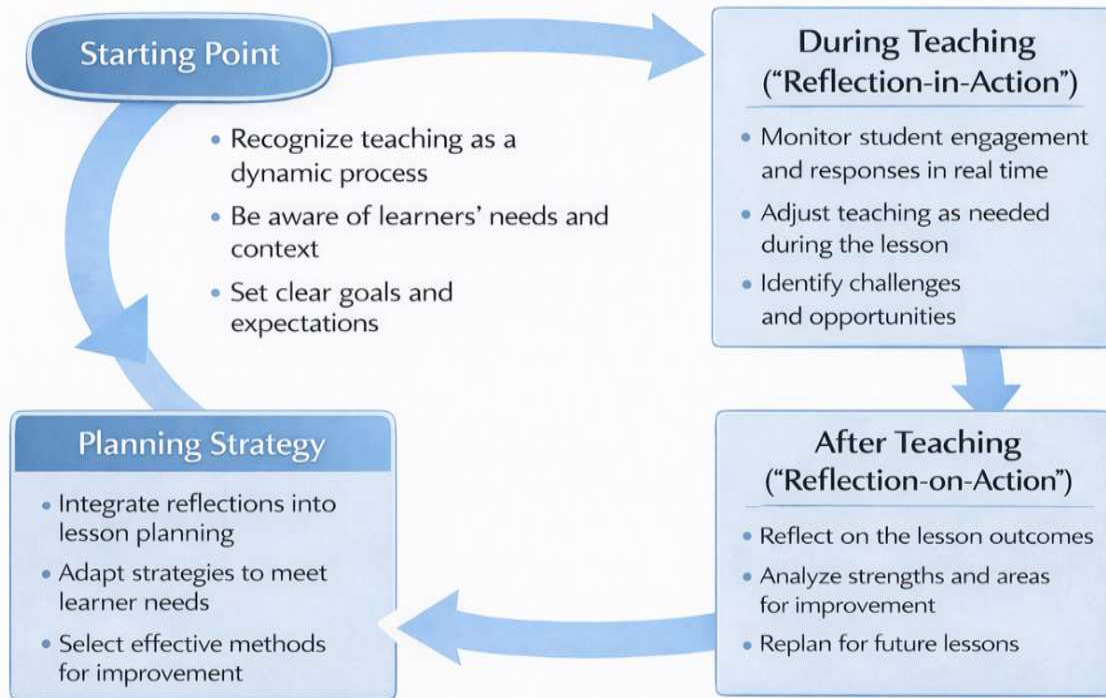 Starting Point
• Recognize teaching as a
dynamic process
• Be aware of learners' needs and
context
• Set clear goals and
expectations
During Teaching
(“Reflection-in-Action”)
• Monitor student engagement
and responses in real time
• Adjust teaching as needed
during the lesson
• Identify challenges
and opportunities
After Teaching
(“Reflection-on-Action”)
• Reflect on the lesson outcomes
• Analyze strengths and areas
for improvement
• Replan for future lessons
Planning Strategy
• Integrate reflections into
lesson planning
• Adapt strategies to meet
learner needs
• Select effective methods
for improvement